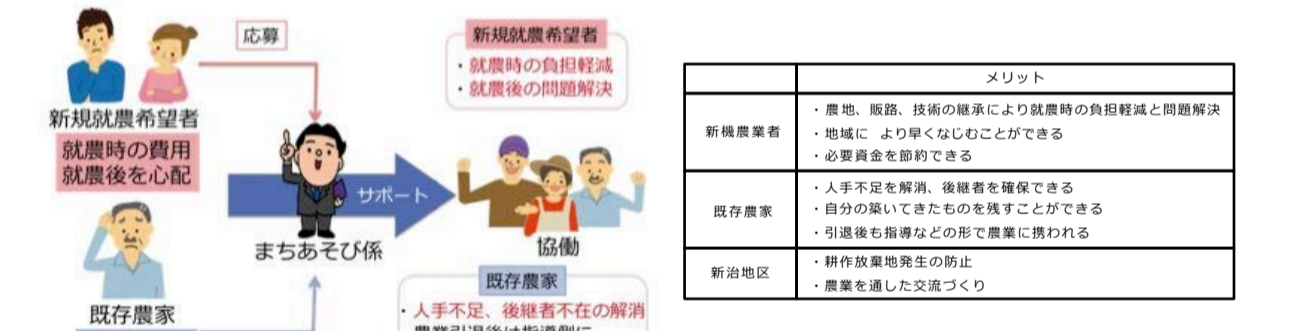 応募
新規就農希望者
就農時の費用
就農後を心配
既存農家
まちあそび係
サポート
新規就農希望者
・就農時の負担軽減
・就農後の問題解決
協働
既存農家
・人手不足、後継者不在の解消
メリット
新機農業者
・農地、販路、技術の継承により就農時の負担軽減と問題解決
・地域に より早くなじむことができる
・必要資金を節約できる
既存農家
・人手不足を解消、後継者を確保できる
・自分の築いてきたものを残すことができる
・引退後も指導などの形で農業に携われる
新治地区
・耕作放棄地発生の防止
・農業を通した交流づくり